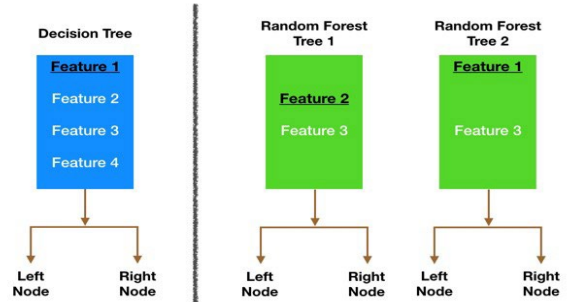 Decision Tree
Feature 1
Feature 2
Feature 3
Feature 4
Left
Node
Right
Node
Random Forest
Tree 1
Feature 2
Feature 3
Left
Node
Right
Node
Random Forest
Tree 2
Feature 1
Feature 3
Left
Node
Right
Node